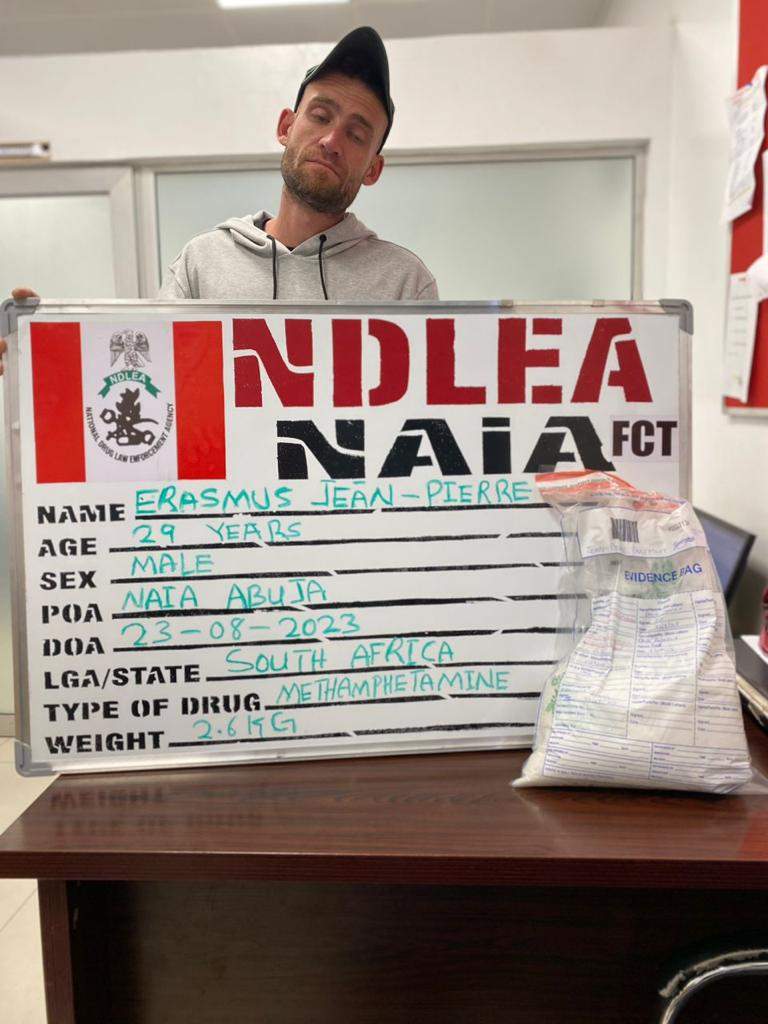 NDLEA
NDLEA
NATIONAL DRUG LAW ENFORCEMENT AGENCY
NAiA FCT
NAME ERASMUS JEAN-PIERRE
AGE 29 YEARS
SEX MALE
POA NAIA ABUJA
DOA 23-08-2023
LGA/STATE SOUTH AFRICA
TYPE OF DRUG METHAMPHETAMINE
WEIGHT 2.6KG
EVIDENCE BAG